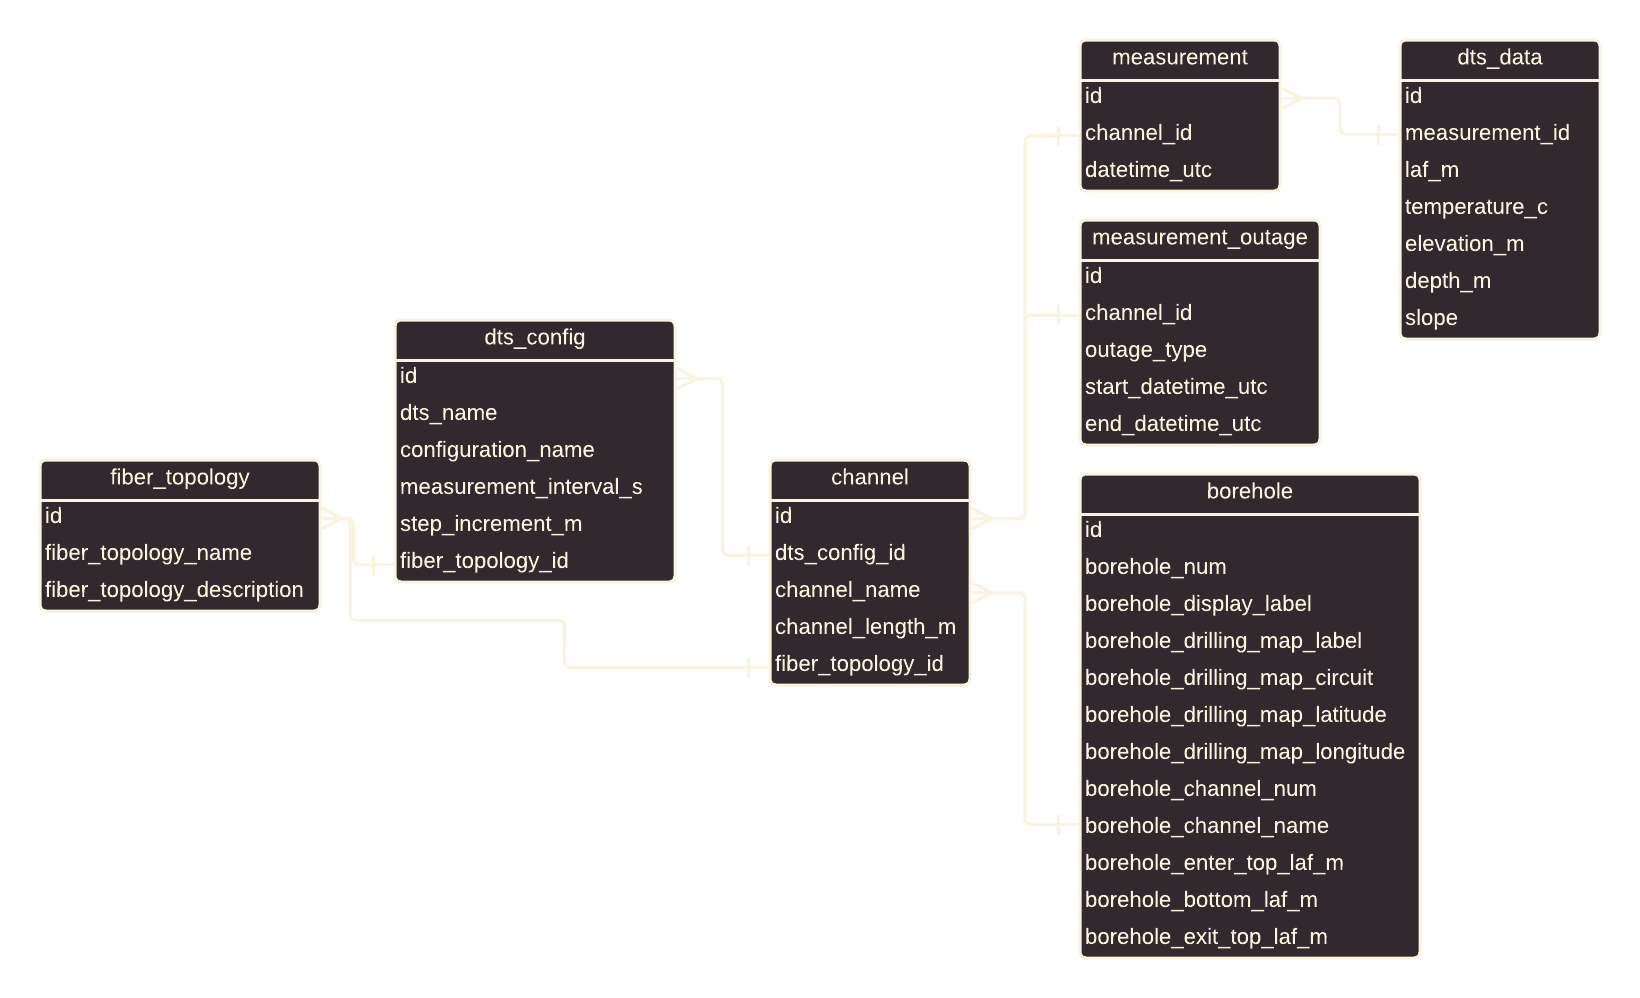 fiber_topology
id
fiber_topology_name
fiber_topology_description
dts_config
id
dts_name
configuration_name
measurement_interval_s
step_increment_m
fiber_topology_id
channel
id
dts_config_id
channel_name
channel_length_m
fiber_topology_id
measurement
id
channel_id
datetime_utc
measurement_outage
id
channel_id
outage_type
start_datetime_utc
end_datetime_utc
borehole
id
borehole_num
borehole_display_label
borehole_drilling_map_label
borehole_drilling_map_circuit
borehole_drilling_map_latitude
borehole_drilling_map_longitude
borehole_channel_num
borehole_channel_name
borehole_enter_top_laf_m
borehole_bottom_laf_m
borehole_exit_top_laf_m
dts_data
id
measurement_id
laf_m
temperature_c
elevation_m
depth_m
slope